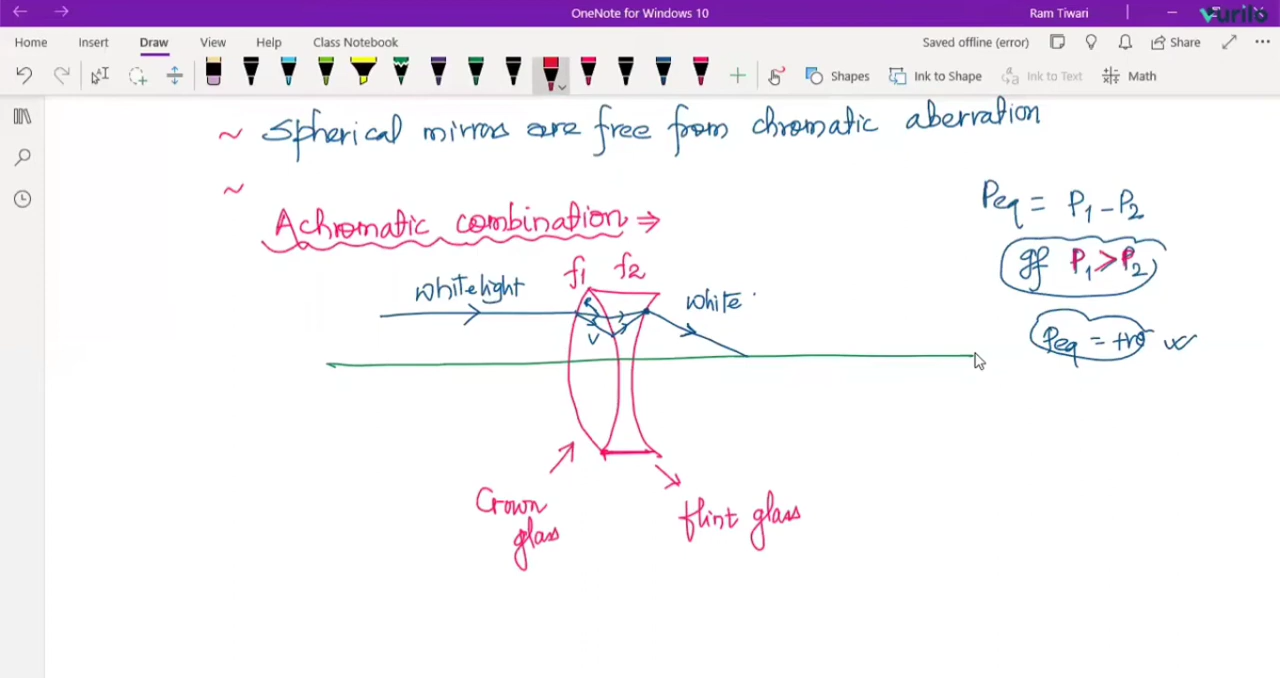 OneNote for Windows 10
Ram Tiwari
Home Insert Draw View Help Class Notebook
Saved offline (error) Share
Shapes Ink to Shape Ink to Text Math
~ Spherical mirrors are free from chromatic aberration
~
Achromatic combination ⇒
Peq = P1 - P2
If P1 > P2
Peq = +ve
f1 f2
white light
white
r
v
Crown
glass
flint glass